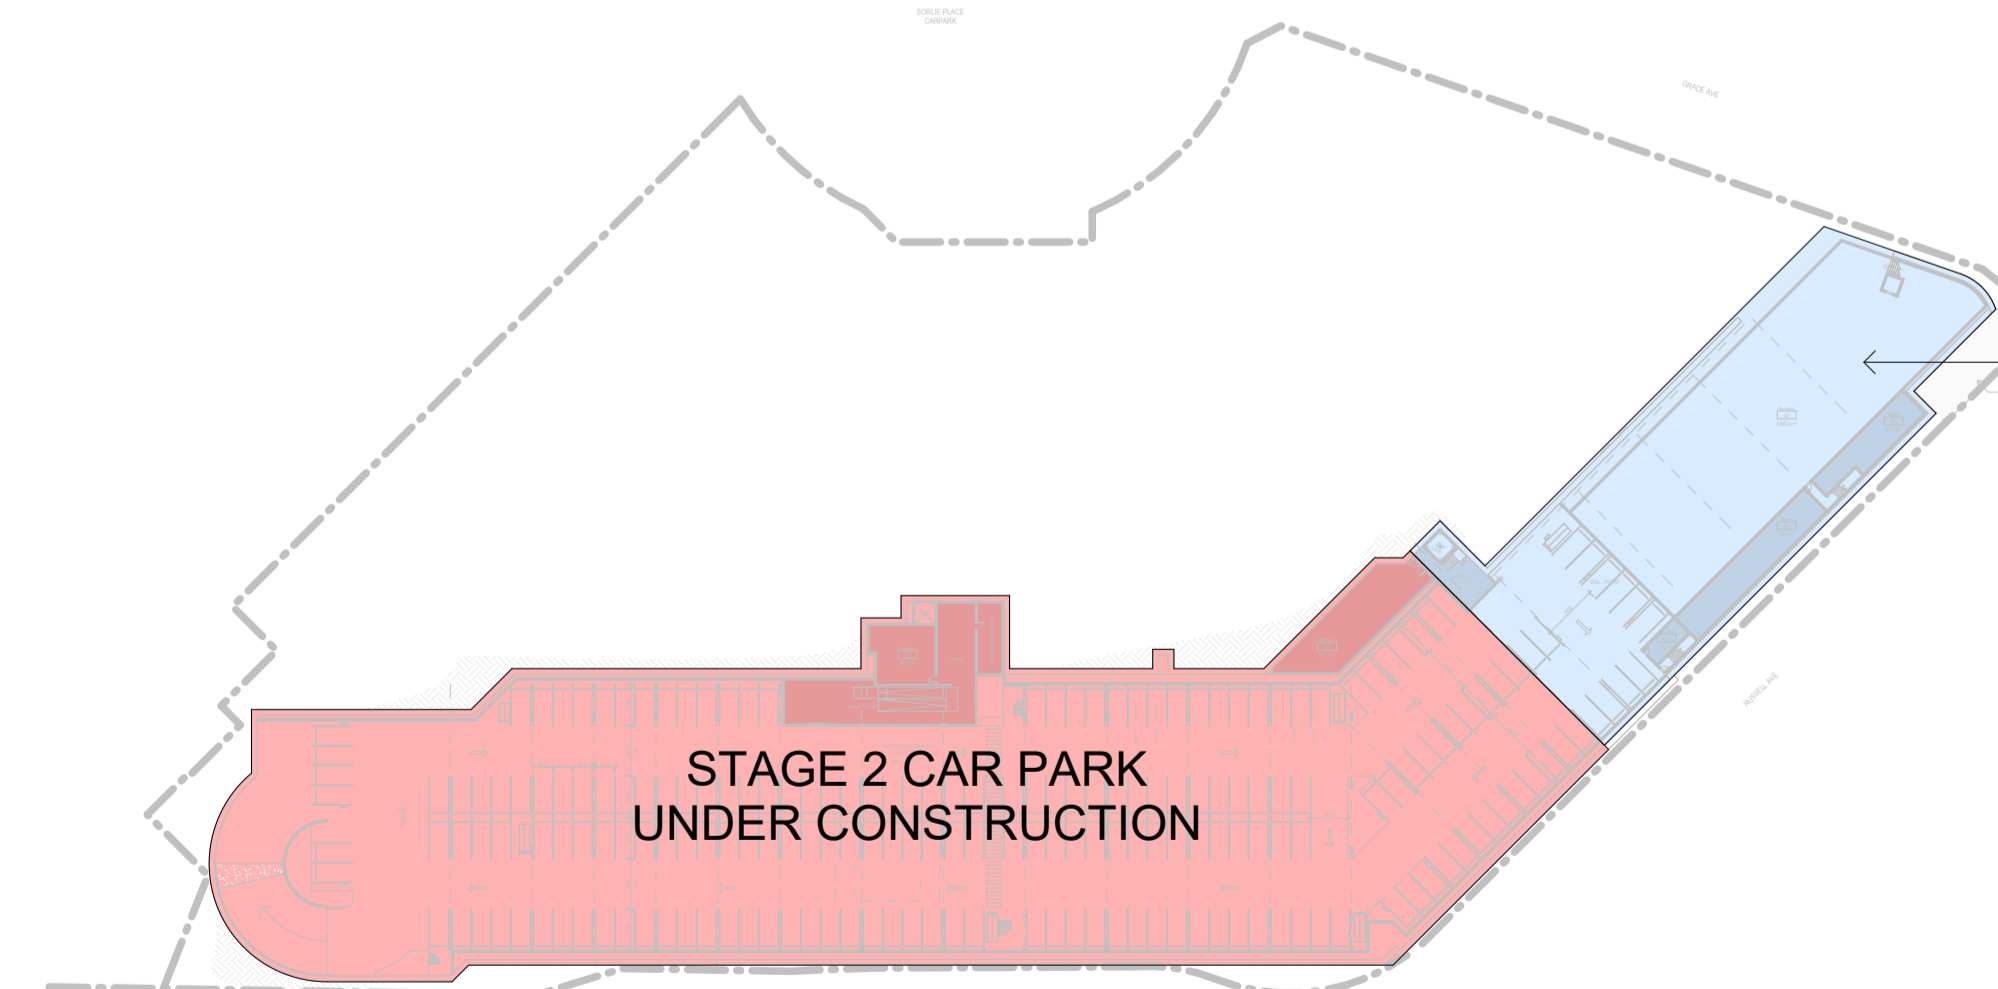 SORLIE PLACE
CARPARK
GRACE AVE
STAGE 2 CAR PARK
UNDER CONSTRUCTION
RUSSELL AVE